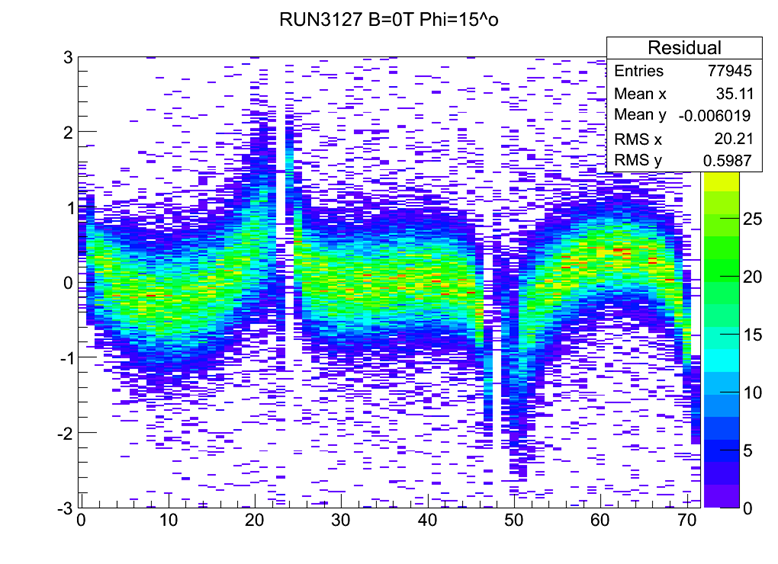 RUN3127 B=0T Phi=15^o
Residual
Entries 77945
Mean x 35.11
Mean y -0.006019
RMS x 20.21
RMS y 0.5987
3
2
1
0
-1
-2
-3
0 10 20 30 40 50 60 70
25
20
15
10
5
0